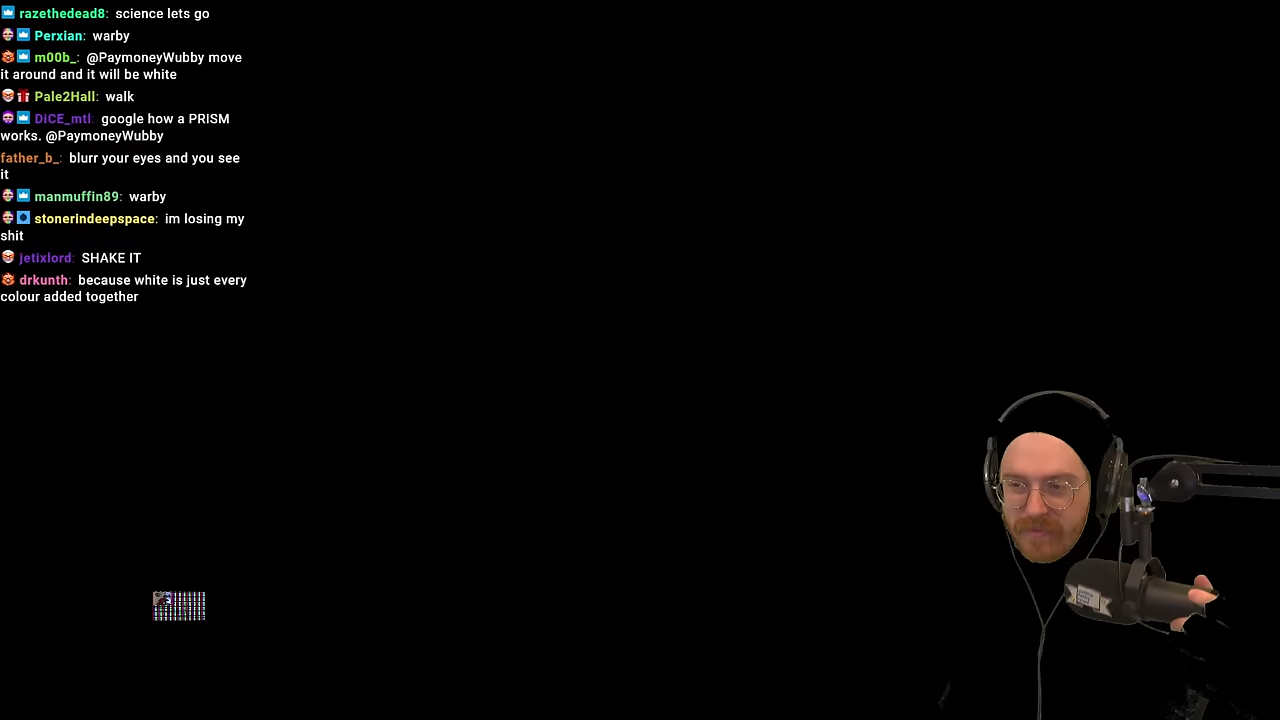 razethedead8: science lets go
Perxian: warby
m00b_: @PaymoneyWubby move
it around and it will be white
Pale2Hall: walk
DiCE_mtl: google how a PRISM
works. @PaymoneyWubby
father_b_: blurr your eyes and you see
it
manmuffin89: warby
stonerindeepspace: im losing my
shit
jetixlord: SHAKE IT
drkunth: because white is just every
colour added together